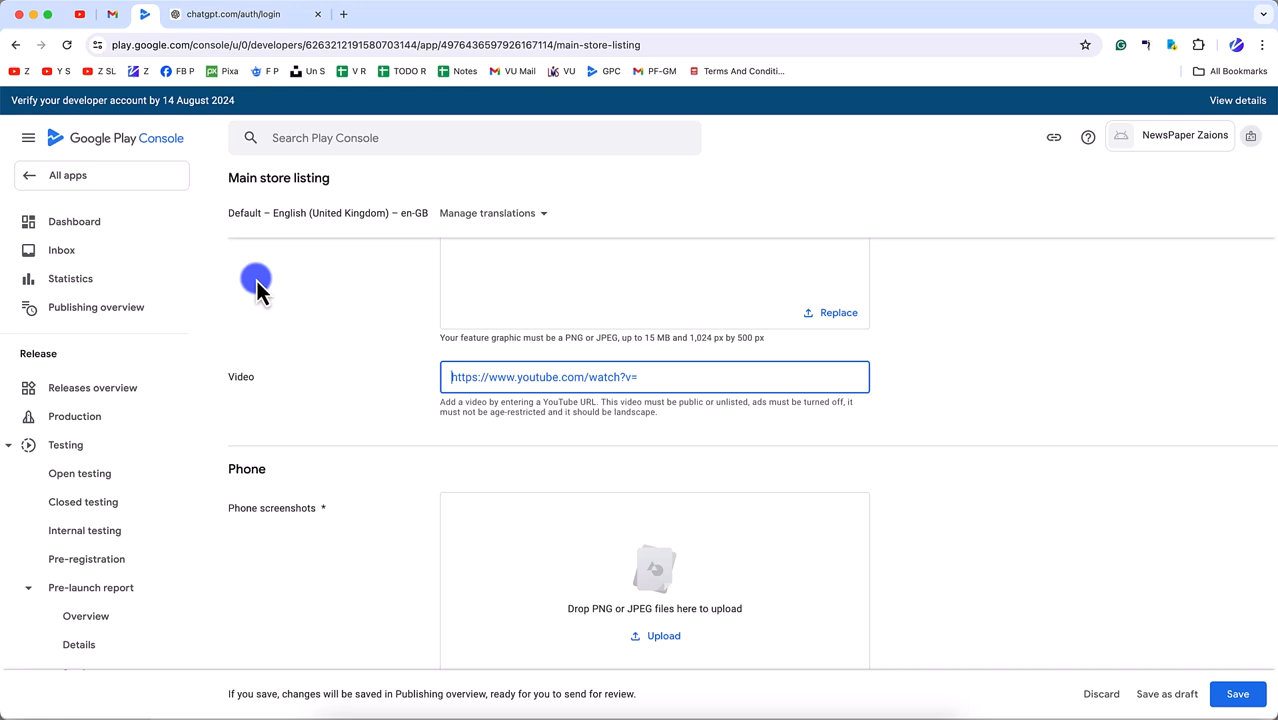 chatgpt.com/auth/login
play.google.com/console/u/0/developers/6263212191580703144/app/4976436597926167114/main-store-listing
Z
Y S
Z SL
Z
FB P
Pixa
F P
Un S
V R
TODO R
Notes
VU Mail
VU
GPC
PF-GM
Terms And Conditi...
All Bookmarks
Verify your developer account by 14 August 2024
View details
Google Play Console
Search Play Console
NewsPaper Zaions
All apps
Main store listing
Default – English (United Kingdom) – en-GB
Manage translations
Dashboard
Inbox
Statistics
Publishing overview
Release
Releases overview
Production
Testing
Open testing
Closed testing
Internal testing
Pre-registration
Pre-launch report
Overview
Details
Replace
Your feature graphic must be a PNG or JPEG, up to 15 MB and 1,024 px by 500 px
Video
https://www.youtube.com/watch?v=
Add a video by entering a YouTube URL. This video must be public or unlisted, ads must be turned off, it
must not be age-restricted and it should be landscape.
Phone
Phone screenshots *
Drop PNG or JPEG files here to upload
Upload
If you save, changes will be saved in Publishing overview, ready for you to send for review.
Discard
Save as draft
Save